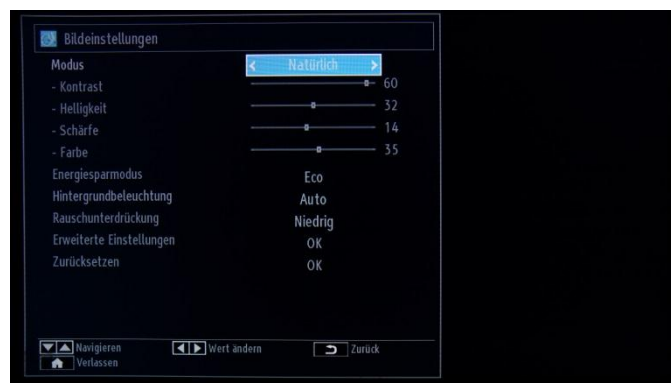 Bildeinstellungen
Modus Natürlich
- Kontrast 60
- Helligkeit 32
- Schärfe 14
- Farbe 35
Energiesparmodus Eco
Hintergrundbeleuchtung Auto
Rauschunterdrückung Niedrig
Erweiterte Einstellungen OK
Zurücksetzen OK
Navigieren Wert ändern Zurück
Verlassen